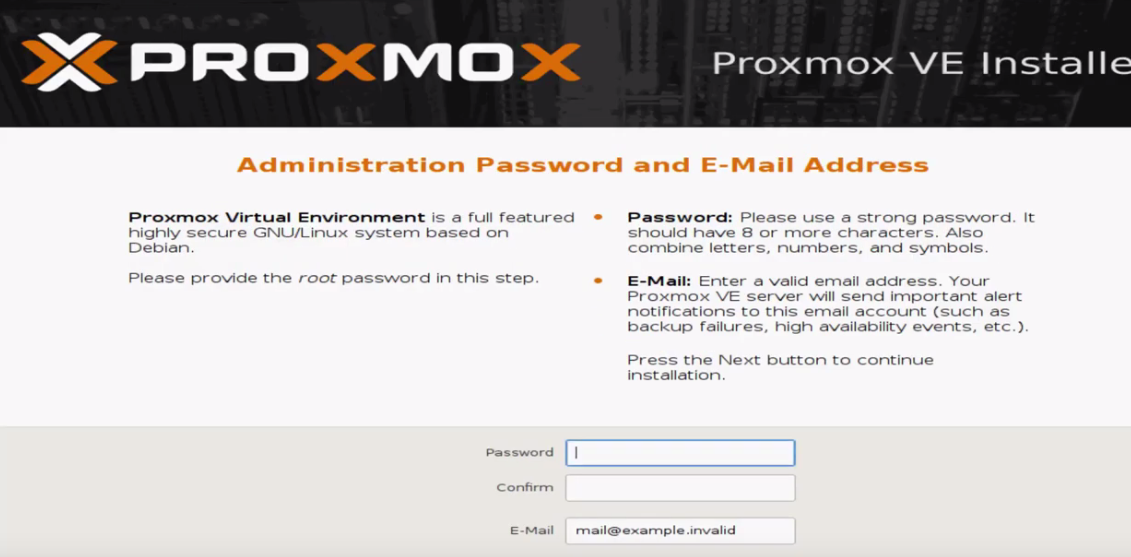 PROXMOX
Proxmox VE Installe
Administration Password and E-Mail Address
Proxmox Virtual Environment is a full featured
highly secure GNU/Linux system based on
Debian.
Please provide the root password in this step.
• Password: Please use a strong password. It
should have 8 or more characters. Also
combine letters, numbers, and symbols.
• E-Mail: Enter a valid email address. Your
Proxmox VE server will send important alert
notifications to this email account (such as
backup failures, high availability events, etc.).
Press the Next button to continue
installation.
Password
Confirm
E-Mail mail@example.invalid